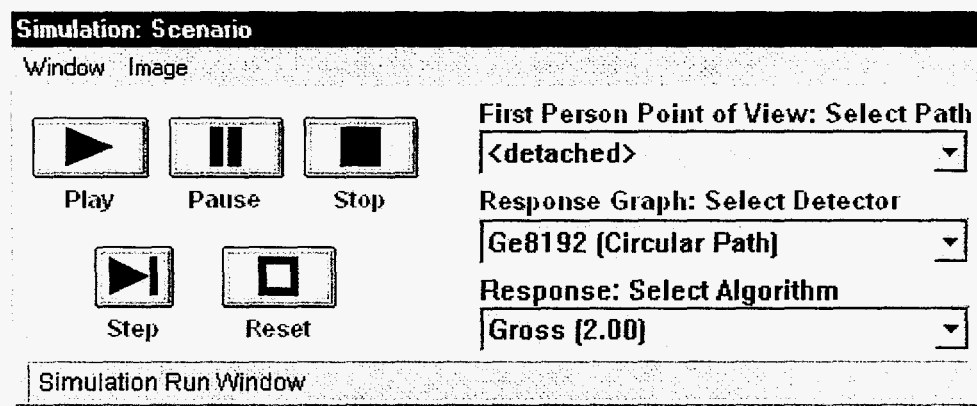 Simulation: Scenario
Window Image
First Person Point of View: Select Path
<detached>
Play Pause Stop
Response Graph: Select Detector
Ge8192 (Circular Path)
Response: Select Algorithm
Step Reset
Gross (2.00)
Simulation Run Window